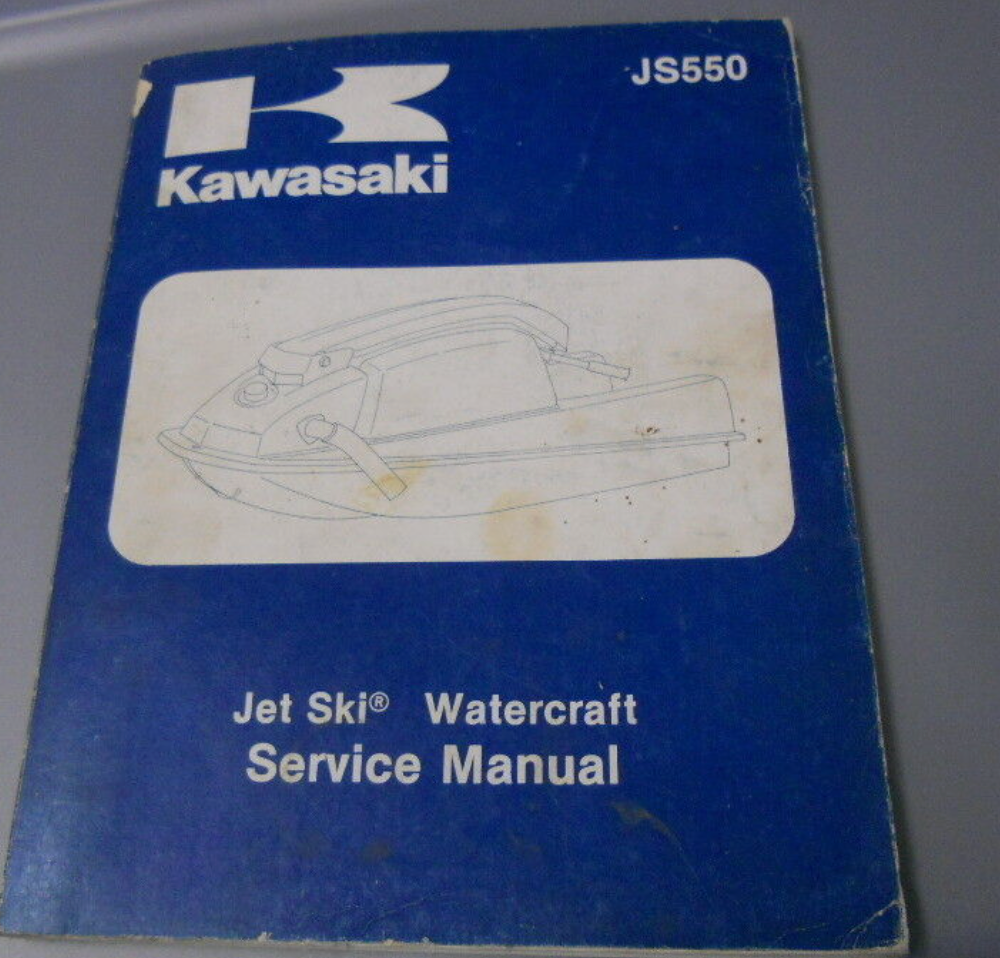 JS550
Kawasaki
Jet Ski® Watercraft
Service Manual